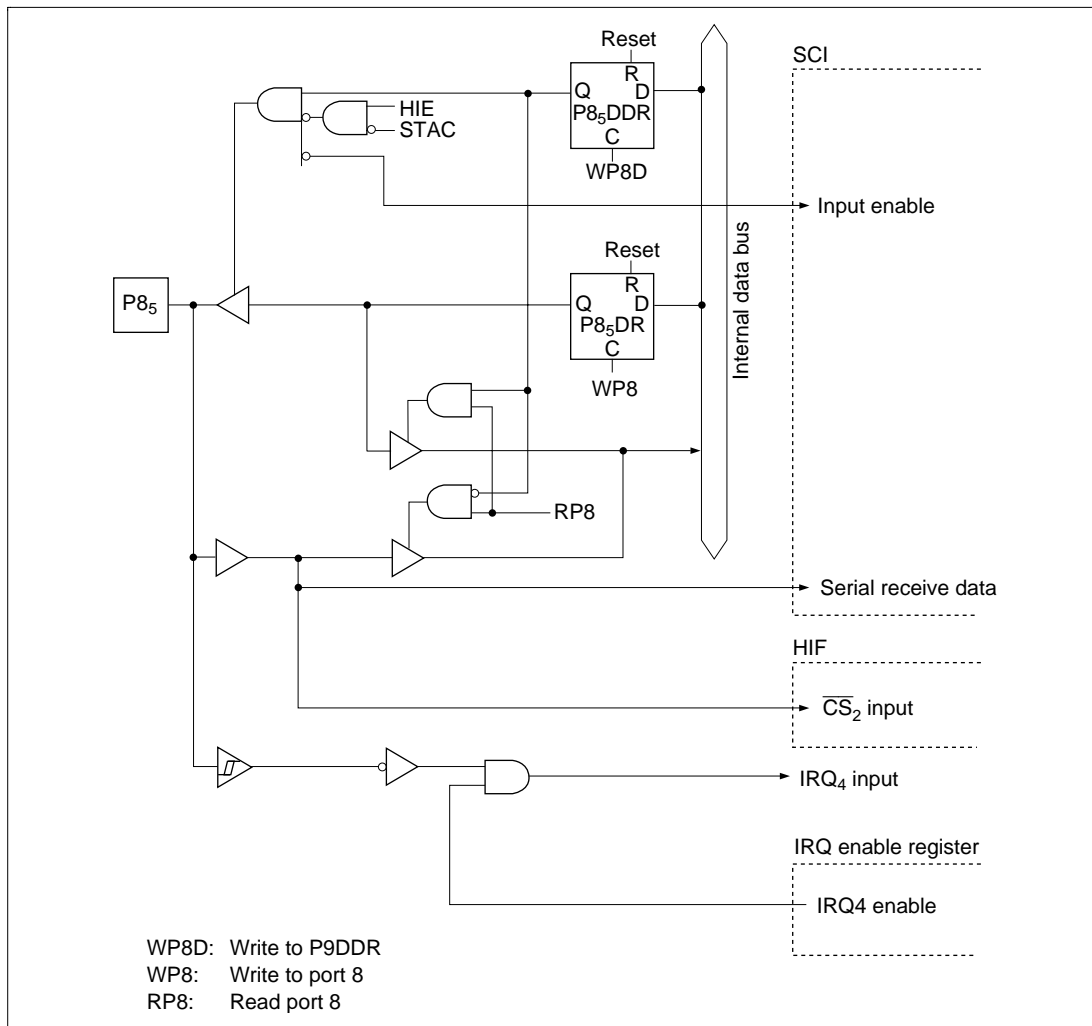 Reset
SCI
R
Q D
HIE
P8₅DDR
STAC
C
WP8D
Input enable
Internal data bus
Reset
R
P8₅
Q D
P8₅DR
C
WP8
RP8
Serial receive data
HIF
C̅S̅₂ input
IRQ₄ input
IRQ enable register
IRQ4 enable
WP8D: Write to P9DDR
WP8: Write to port 8
RP8: Read port 8